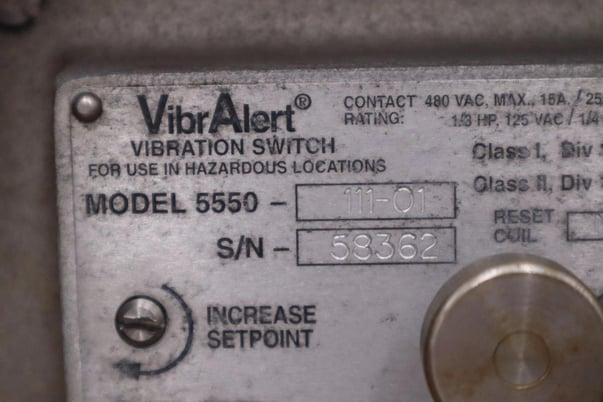 VibrAlert®
VIBRATION SWITCH
FOR USE IN HAZARDOUS LOCATIONS
MODEL 5550 – 111-01
S/N – 58362
INCREASE
SETPOINT
CONTACT 480 VAC, MAX., 15A. / 25
RATING: 1/3 HP, 125 VAC / 1/4
Class I, Div
Class II, Div
RESET
COIL